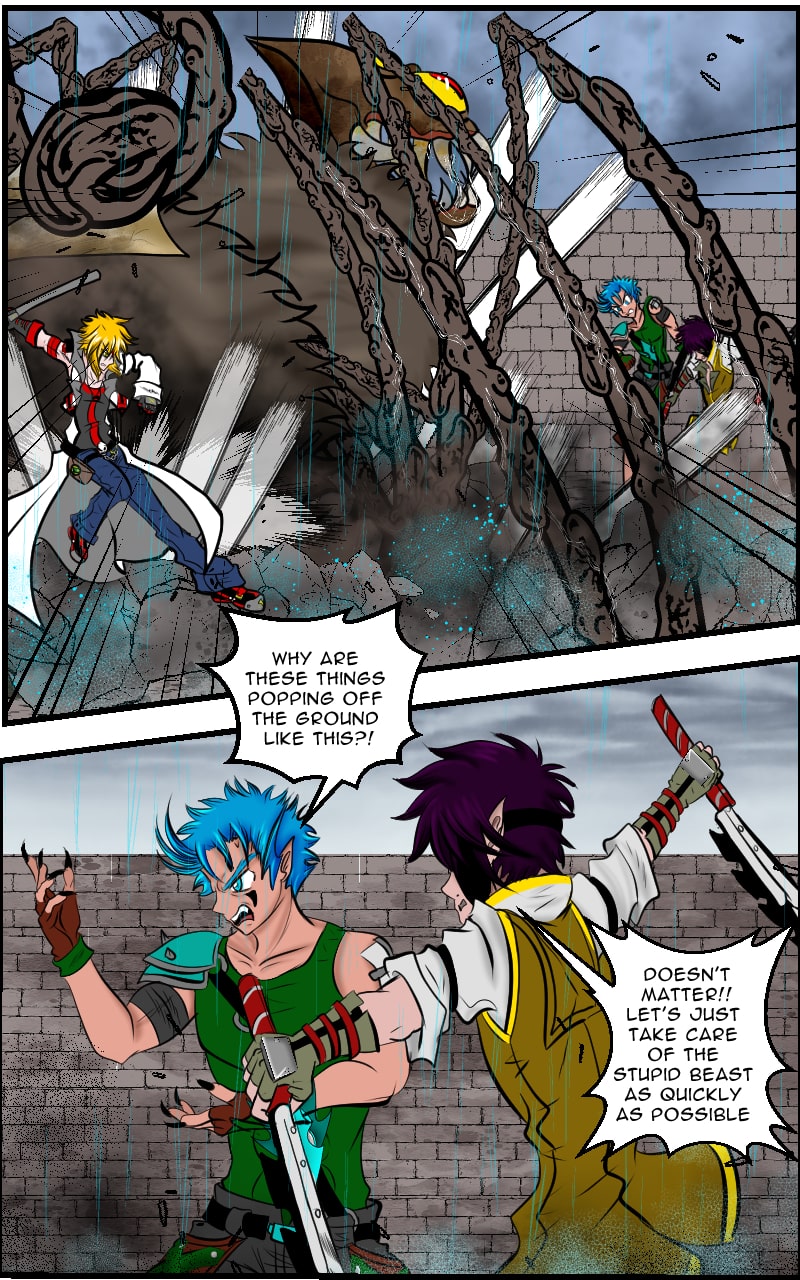 WHY ARE
THESE THINGS
POPPING OFF
THE GROUND
LIKE THIS?!
DOESN'T
MATTER!!
LET'S JUST
TAKE CARE
OF THE
STUPID BEAST
AS QUICKLY
AS POSSIBLE